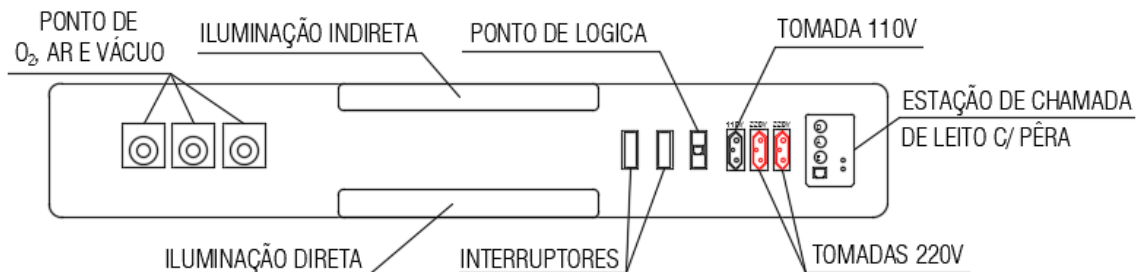 PONTO DE
O₂, AR E VÁCUO
ILUMINAÇÃO INDIRETA
PONTO DE LOGICA
TOMADA 110V
ESTAÇÃO DE CHAMADA
DE LEITO C/ PÊRA
110V 220V 220V
ILUMINAÇÃO DIRETA
INTERRUPTORES
TOMADAS 220V